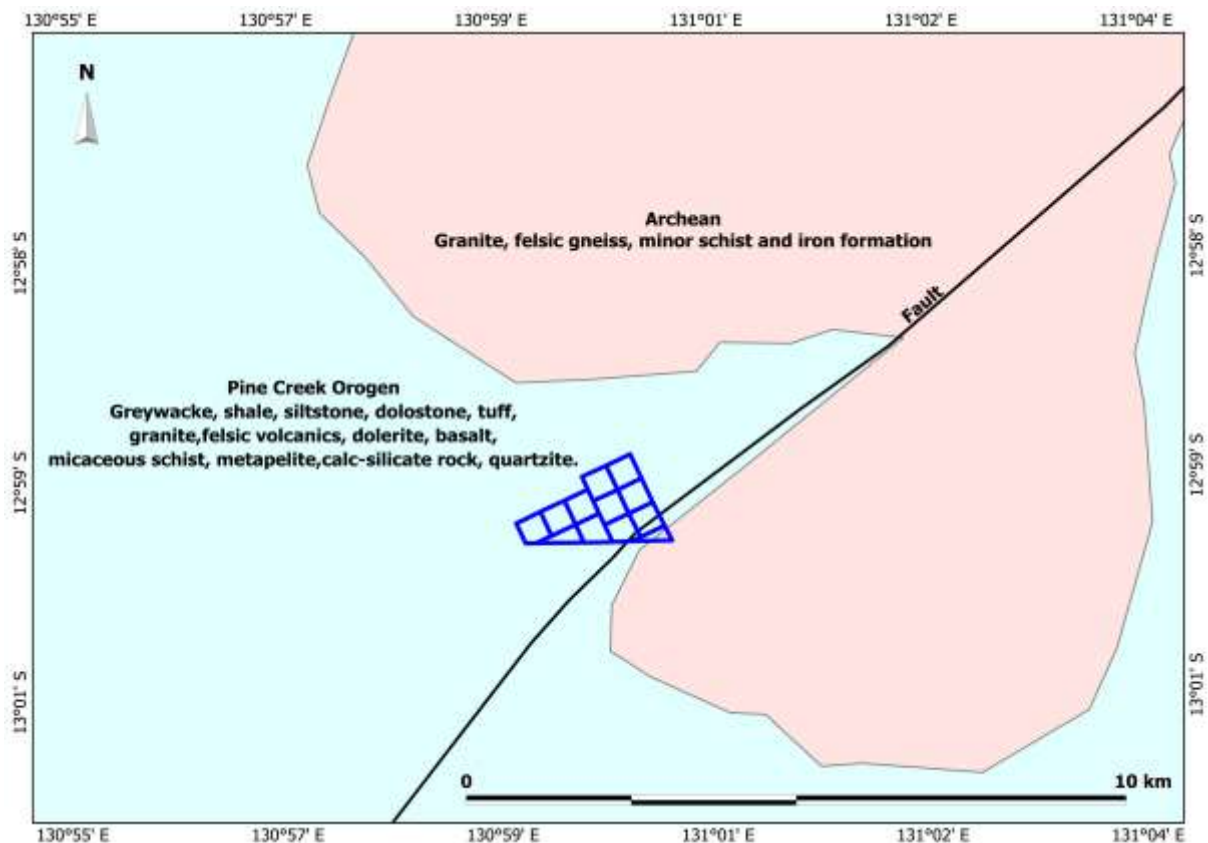 130°55' E 130°57' E 130°59' E 131°01' E 131°02' E 131°04' E
N
12°58' S
12°58' S
Archean
Granite, felsic gneiss, minor schist and iron formation
Fault
Pine Creek Orogen
Greywacke, shale, siltstone, dolostone, tuff,
granite,felsic volcanics, dolerite, basalt,
micaceous schist, metapelite,calc-silicate rock, quartzite.
12°59' S
12°59' S
13°01' S
13°01' S
0 10 km
130°55' E 130°57' E 130°59' E 131°01' E 131°02' E 131°04' E